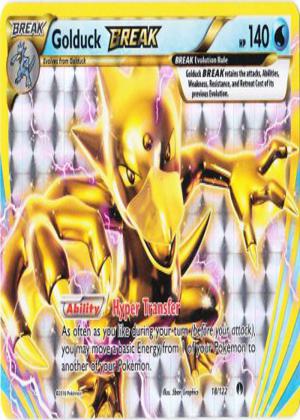 BREAK
Golduck BREAK
HP 140
Evolves from Golduck
BREAK Evolution Rule
Golduck BREAK retains the attacks, Abilities,
Weakness, Resistance, and Retreat Cost of its
previous Evolution.
Ability Hyper Transfer
As often as you like during your turn (before your attack),
you may move a basic Energy from 1 of your Pokémon to
another of your Pokémon.
©2016 Pokémon
Illus. 5ban Graphics
18/122